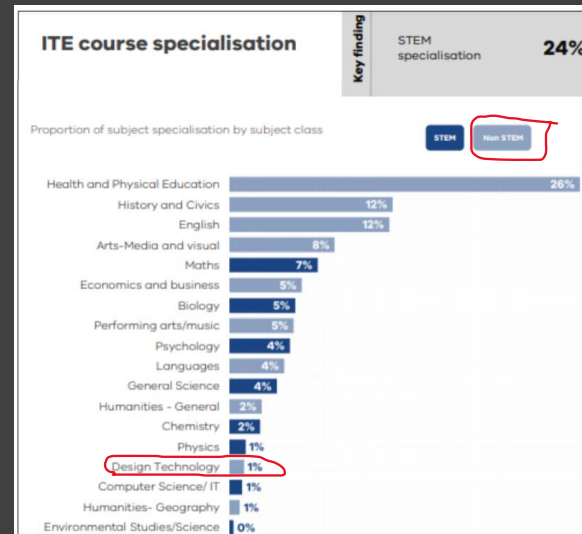 ITE course specialisation
Key finding
STEM
specialisation
24%
Proportion of subject specialisation by subject class
STEM
Non STEM
Health and Physical Education 26%
History and Civics 12%
English 12%
Arts-Media and visual 8%
Maths 7%
Economics and business 5%
Biology 5%
Performing arts/music 5%
Psychology 4%
Languages 4%
General Science 4%
Humanities - General 2%
Chemistry 2%
Physics 1%
Design Technology 1%
Computer Science/ IT 1%
Humanities- Geography 1%
Environmental Studies/Science 0%